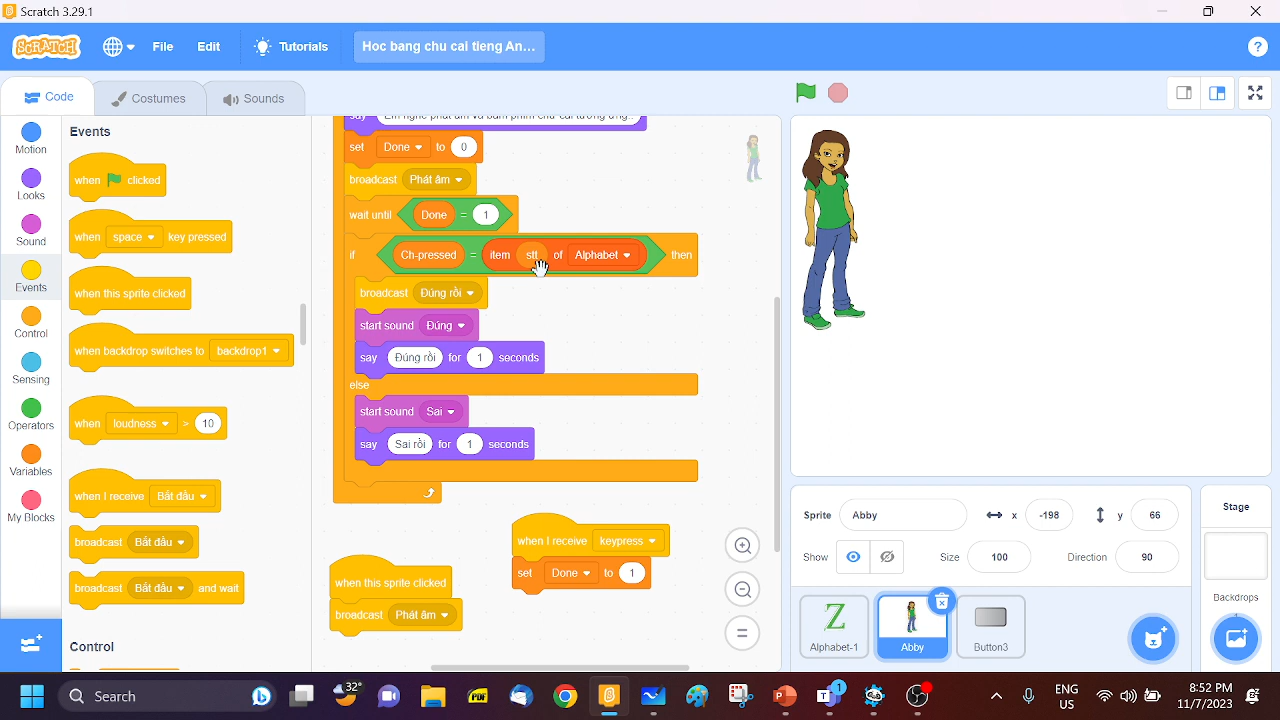 Scratch 3.29.1
SCRATCH
File
Edit
Tutorials
Hoc bang chu cai tieng An...
?
Code
Costumes
Sounds
Motion
Looks
Sound
Events
Control
Sensing
Operators
Variables
My Blocks
Events
when clicked
when space key pressed
when this sprite clicked
when backdrop switches to backdrop1
when loudness > 10
when I receive Bắt đầu
broadcast Bắt đầu
broadcast Bắt đầu and wait
Control
set Done to 0
broadcast Phát âm
wait until Done = 1
if Ch-pressed = item stt of Alphabet then
broadcast Đúng rồi
start sound Đúng
say Đúng rồi for 1 seconds
else
start sound Sai
say Sai rồi for 1 seconds
when I receive keypress
set Done to 1
when this sprite clicked
broadcast Phát âm
Sprite Abby x -198 y 66
Show Size 100 Direction 90
Z
Alphabet-1
Abby
Button3
Stage
Backdrops
1
Search
32°
PDF
1
ENG
US
8:52 PM
11/7/2023